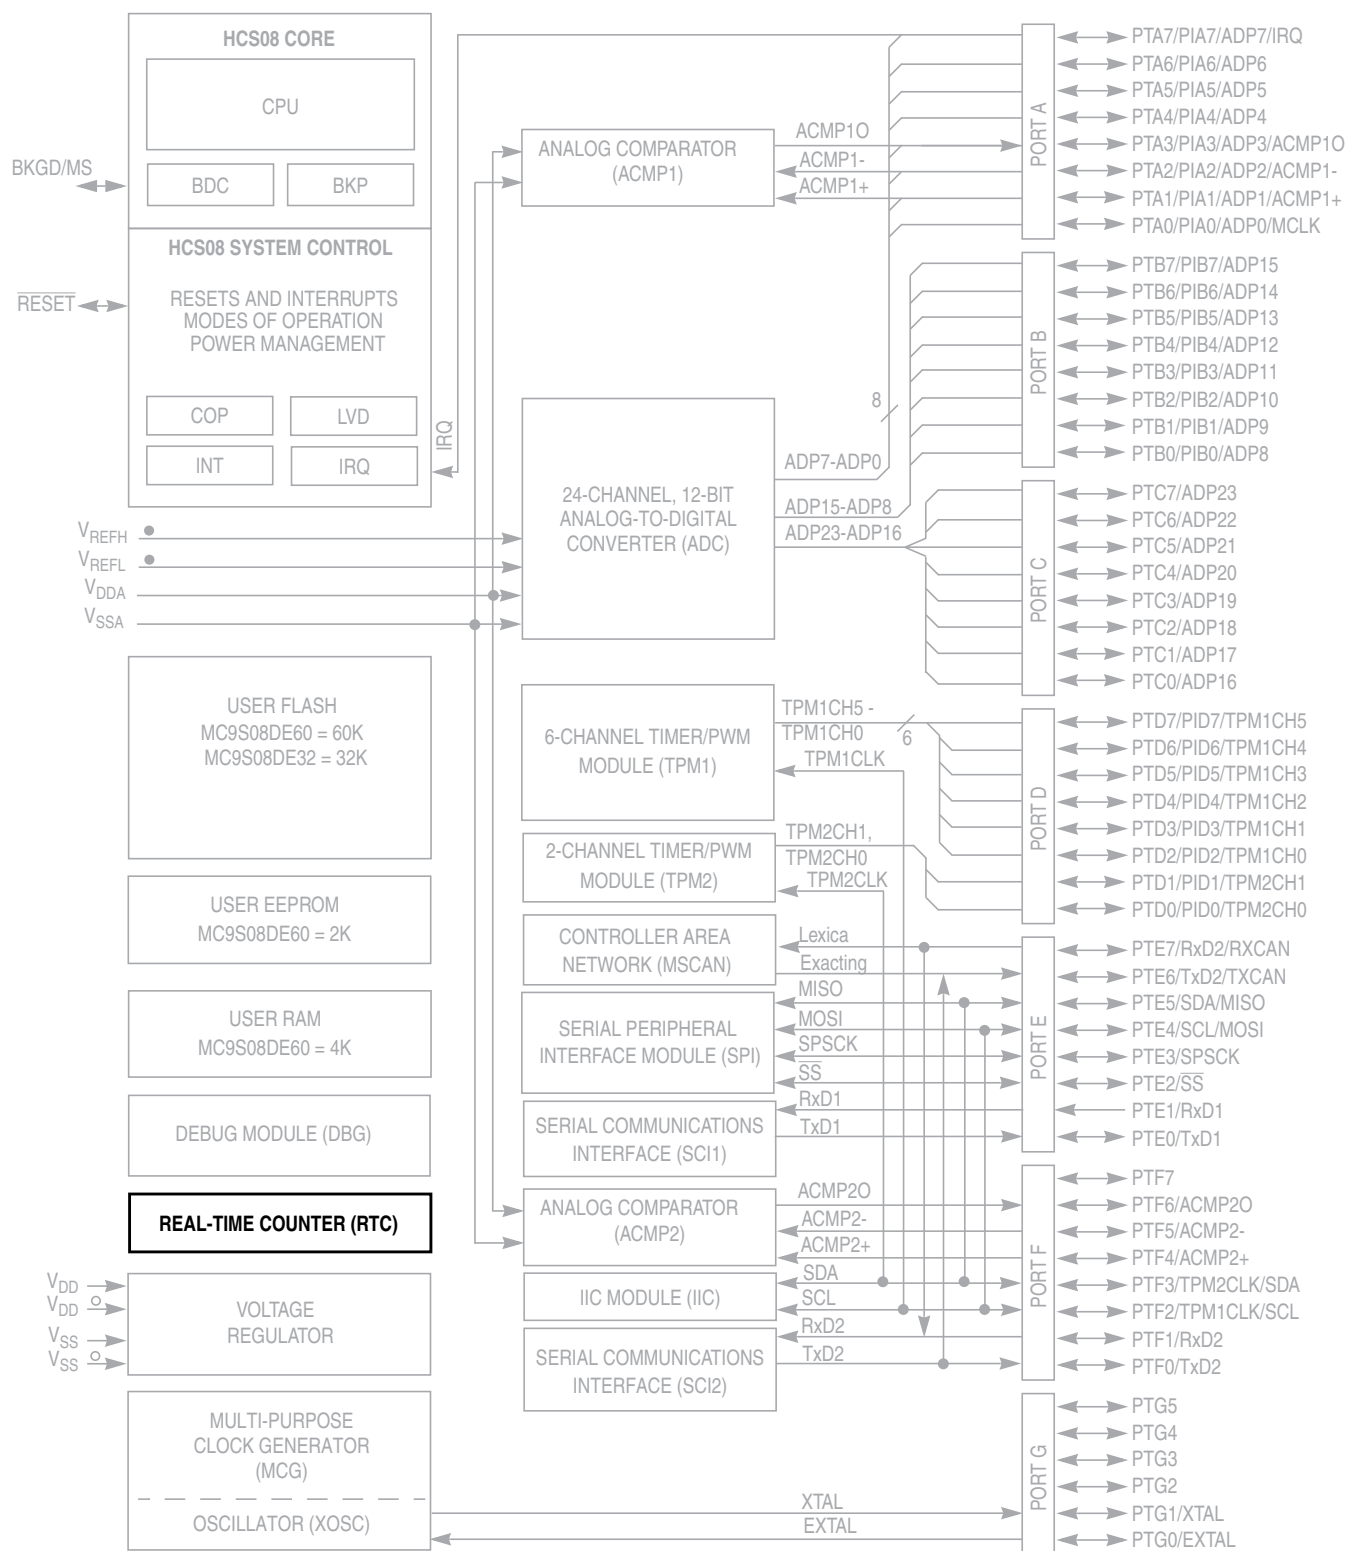 HCS08 CORE
CPU
BDC
BKP
BKGD/MS
HCS08 SYSTEM CONTROL
RESETS AND INTERRUPTS
MODES OF OPERATION
POWER MANAGEMENT
RESET
COP
LVD
INT
IRQ
IRQ
VREFH
VREFL
VDDA
VSSA
USER FLASH
MC9S08DE60 = 60K
MC9S08DE32 = 32K
USER EEPROM
MC9S08DE60 = 2K
USER RAM
MC9S08DE60 = 4K
DEBUG MODULE (DBG)
REAL-TIME COUNTER (RTC)
VDD
VDD
VSS
VSS
VOLTAGE
REGULATOR
MULTI-PURPOSE
CLOCK GENERATOR
(MCG)
OSCILLATOR (XOSC)
ANALOG COMPARATOR
(ACMP1)
ACMP1O
ACMP1-
ACMP1+
24-CHANNEL, 12-BIT
ANALOG-TO-DIGITAL
CONVERTER (ADC)
8
ADP7-ADP0
ADP15-ADP8
ADP23-ADP16
6-CHANNEL TIMER/PWM
MODULE (TPM1)
TPM1CH5 -
TPM1CH0
6
TPM1CLK
2-CHANNEL TIMER/PWM
MODULE (TPM2)
TPM2CH1,
TPM2CH0
TPM2CLK
CONTROLLER AREA
NETWORK (MSCAN)
Lexica
Exacting
SERIAL PERIPHERAL
INTERFACE MODULE (SPI)
MISO
MOSI
SPSCK
SS
SERIAL COMMUNICATIONS
INTERFACE (SCI1)
RxD1
TxD1
ANALOG COMPARATOR
(ACMP2)
ACMP2O
ACMP2-
ACMP2+
IIC MODULE (IIC)
SDA
SCL
SERIAL COMMUNICATIONS
INTERFACE (SCI2)
RxD2
TxD2
XTAL
EXTAL
PORT A
PTA7/PIA7/ADP7/IRQ
PTA6/PIA6/ADP6
PTA5/PIA5/ADP5
PTA4/PIA4/ADP4
PTA3/PIA3/ADP3/ACMP1O
PTA2/PIA2/ADP2/ACMP1-
PTA1/PIA1/ADP1/ACMP1+
PTA0/PIA0/ADP0/MCLK
PORT B
PTB7/PIB7/ADP15
PTB6/PIB6/ADP14
PTB5/PIB5/ADP13
PTB4/PIB4/ADP12
PTB3/PIB3/ADP11
PTB2/PIB2/ADP10
PTB1/PIB1/ADP9
PTB0/PIB0/ADP8
PORT C
PTC7/ADP23
PTC6/ADP22
PTC5/ADP21
PTC4/ADP20
PTC3/ADP19
PTC2/ADP18
PTC1/ADP17
PTC0/ADP16
PORT D
PTD7/PID7/TPM1CH5
PTD6/PID6/TPM1CH4
PTD5/PID5/TPM1CH3
PTD4/PID4/TPM1CH2
PTD3/PID3/TPM1CH1
PTD2/PID2/TPM1CH0
PTD1/PID1/TPM2CH1
PTD0/PID0/TPM2CH0
PORT E
PTE7/RxD2/RXCAN
PTE6/TxD2/TXCAN
PTE5/SDA/MISO
PTE4/SCL/MOSI
PTE3/SPSCK
PTE2/SS
PTE1/RxD1
PTE0/TxD1
PORT F
PTF7
PTF6/ACMP2O
PTF5/ACMP2-
PTF4/ACMP2+
PTF3/TPM2CLK/SDA
PTF2/TPM1CLK/SCL
PTF1/RxD2
PTF0/TxD2
PORT G
PTG5
PTG4
PTG3
PTG2
PTG1/XTAL
PTG0/EXTAL